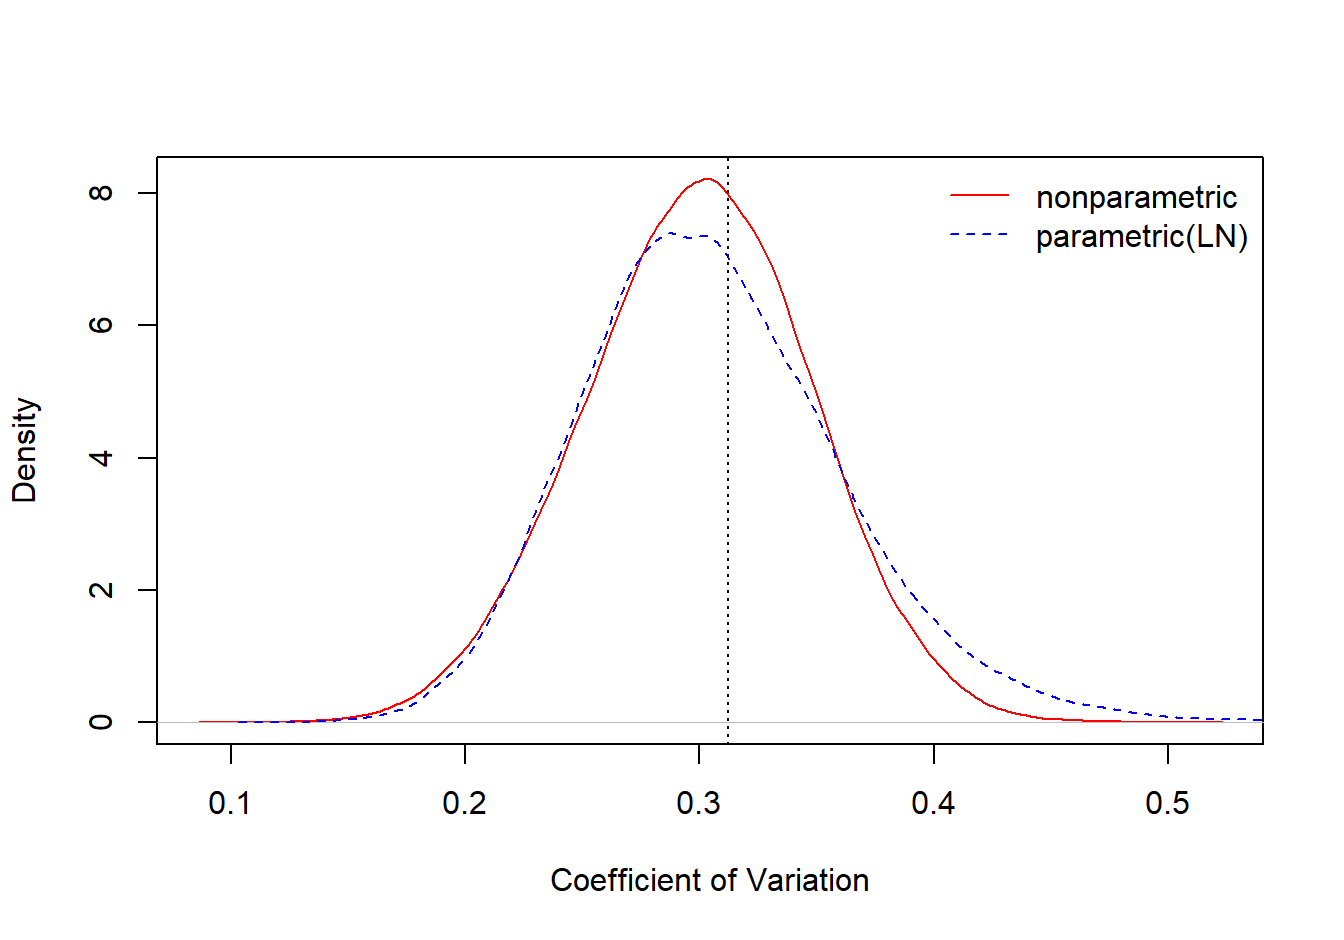 nonparametric
parametric(LN)
Density
0
2
4
6
8
0.1
0.2
0.3
0.4
0.5
Coefficient of Variation